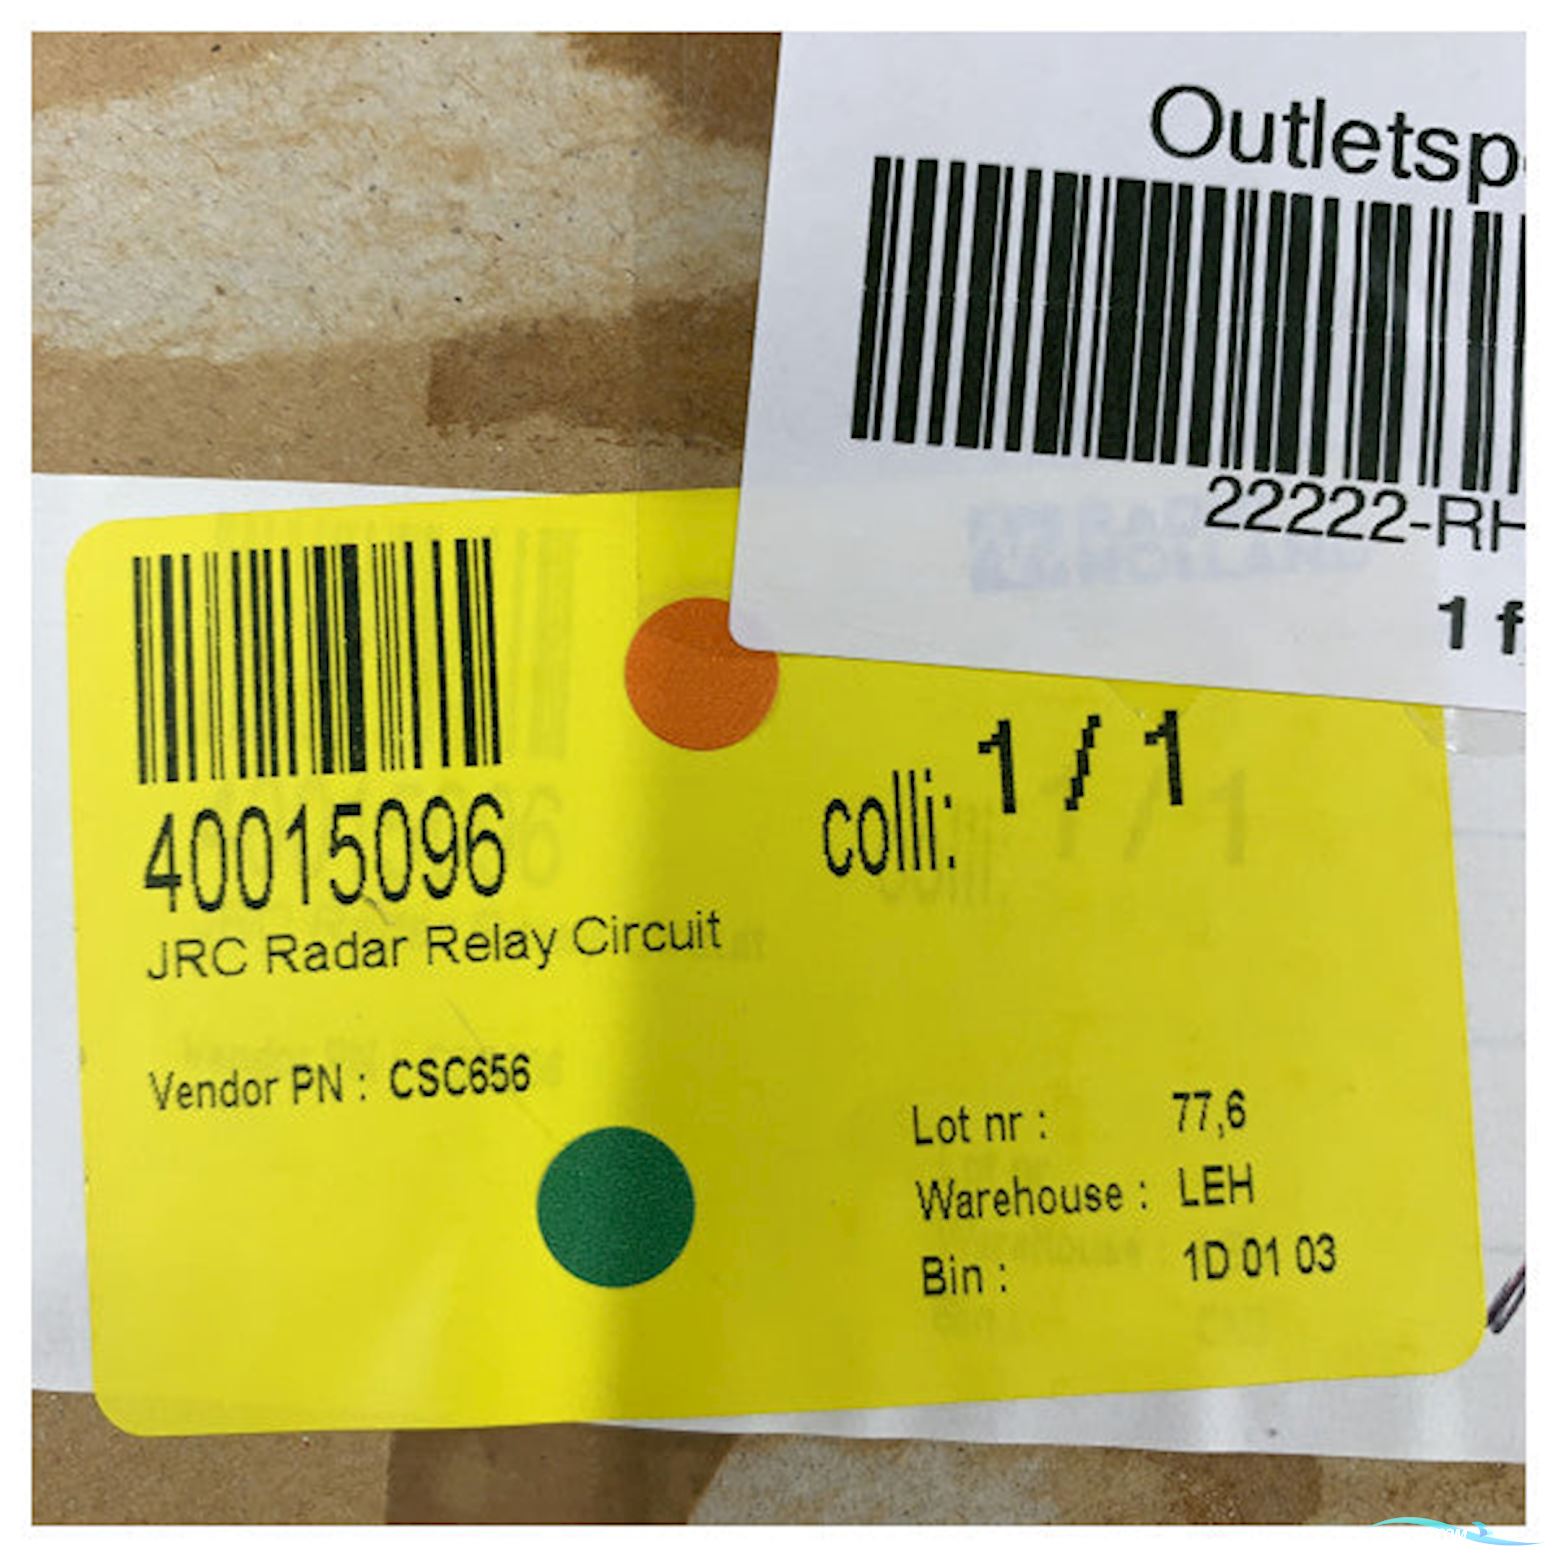 Outletsp
22222-RH
1 f
40015096
colli: 1 / 1
JRC Radar Relay Circuit
Vendor PN : CSC656
Lot nr : 77,6
Warehouse : LEH
Bin : 1D 01 03